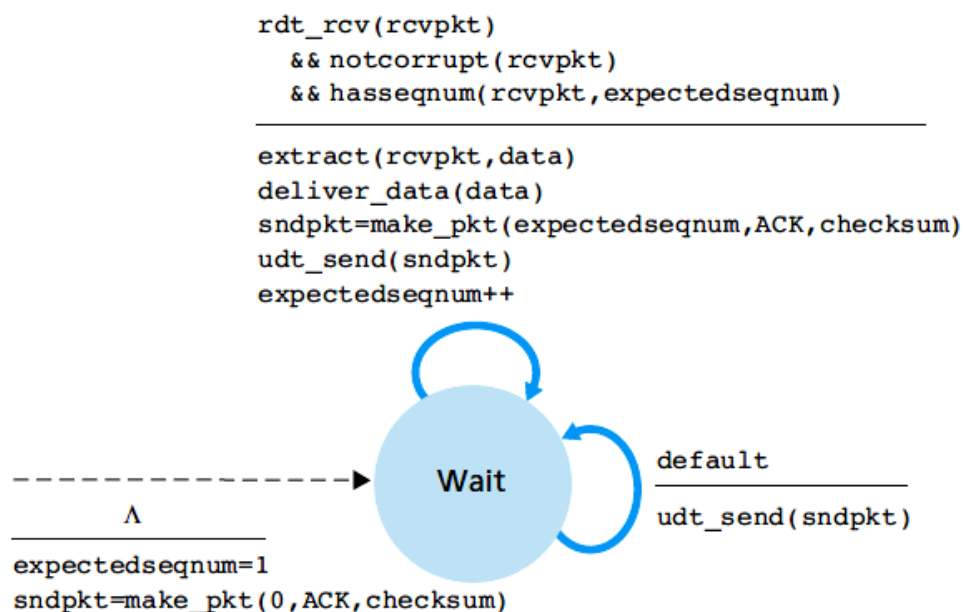 rdt_rcv(rcvpkt)
&& notcorrupt(rcvpkt)
&& hasseqnum(rcvpkt,expectedseqnum)
extract(rcvpkt,data)
deliver_data(data)
sndpkt=make_pkt(expectedseqnum,ACK,checksum)
udt_send(sndpkt)
expectedseqnum++
Wait
default
udt_send(sndpkt)
Λ
expectedseqnum=1
sndpkt=make_pkt(0,ACK,checksum)